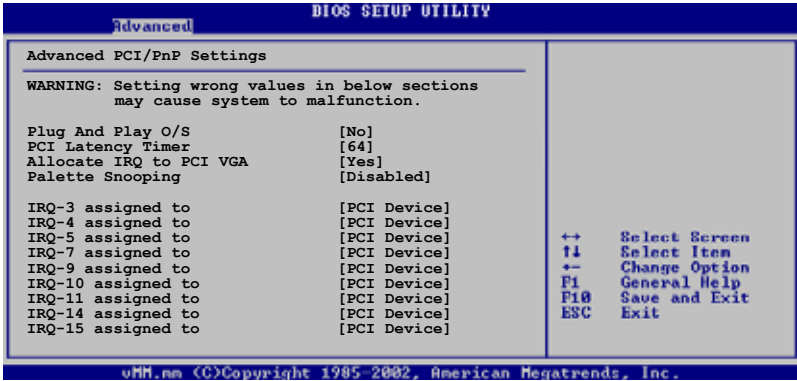 BIOS SETUP UTILITY
Advanced
Advanced PCI/PnP Settings
WARNING: Setting wrong values in below sections
may cause system to malfunction.
Plug And Play O/S [No]
PCI Latency Timer [64]
Allocate IRQ to PCI VGA [Yes]
Palette Snooping [Disabled]
IRQ-3 assigned to [PCI Device]
IRQ-4 assigned to [PCI Device]
IRQ-5 assigned to [PCI Device]
IRQ-7 assigned to [PCI Device]
IRQ-9 assigned to [PCI Device]
IRQ-10 assigned to [PCI Device]
IRQ-11 assigned to [PCI Device]
IRQ-14 assigned to [PCI Device]
IRQ-15 assigned to [PCI Device]
↔ Select Screen
↑↓ Select Item
+- Change Option
F1 General Help
F10 Save and Exit
ESC Exit
vMM.mm (C)Copyright 1985-2002, American Megatrends, Inc.